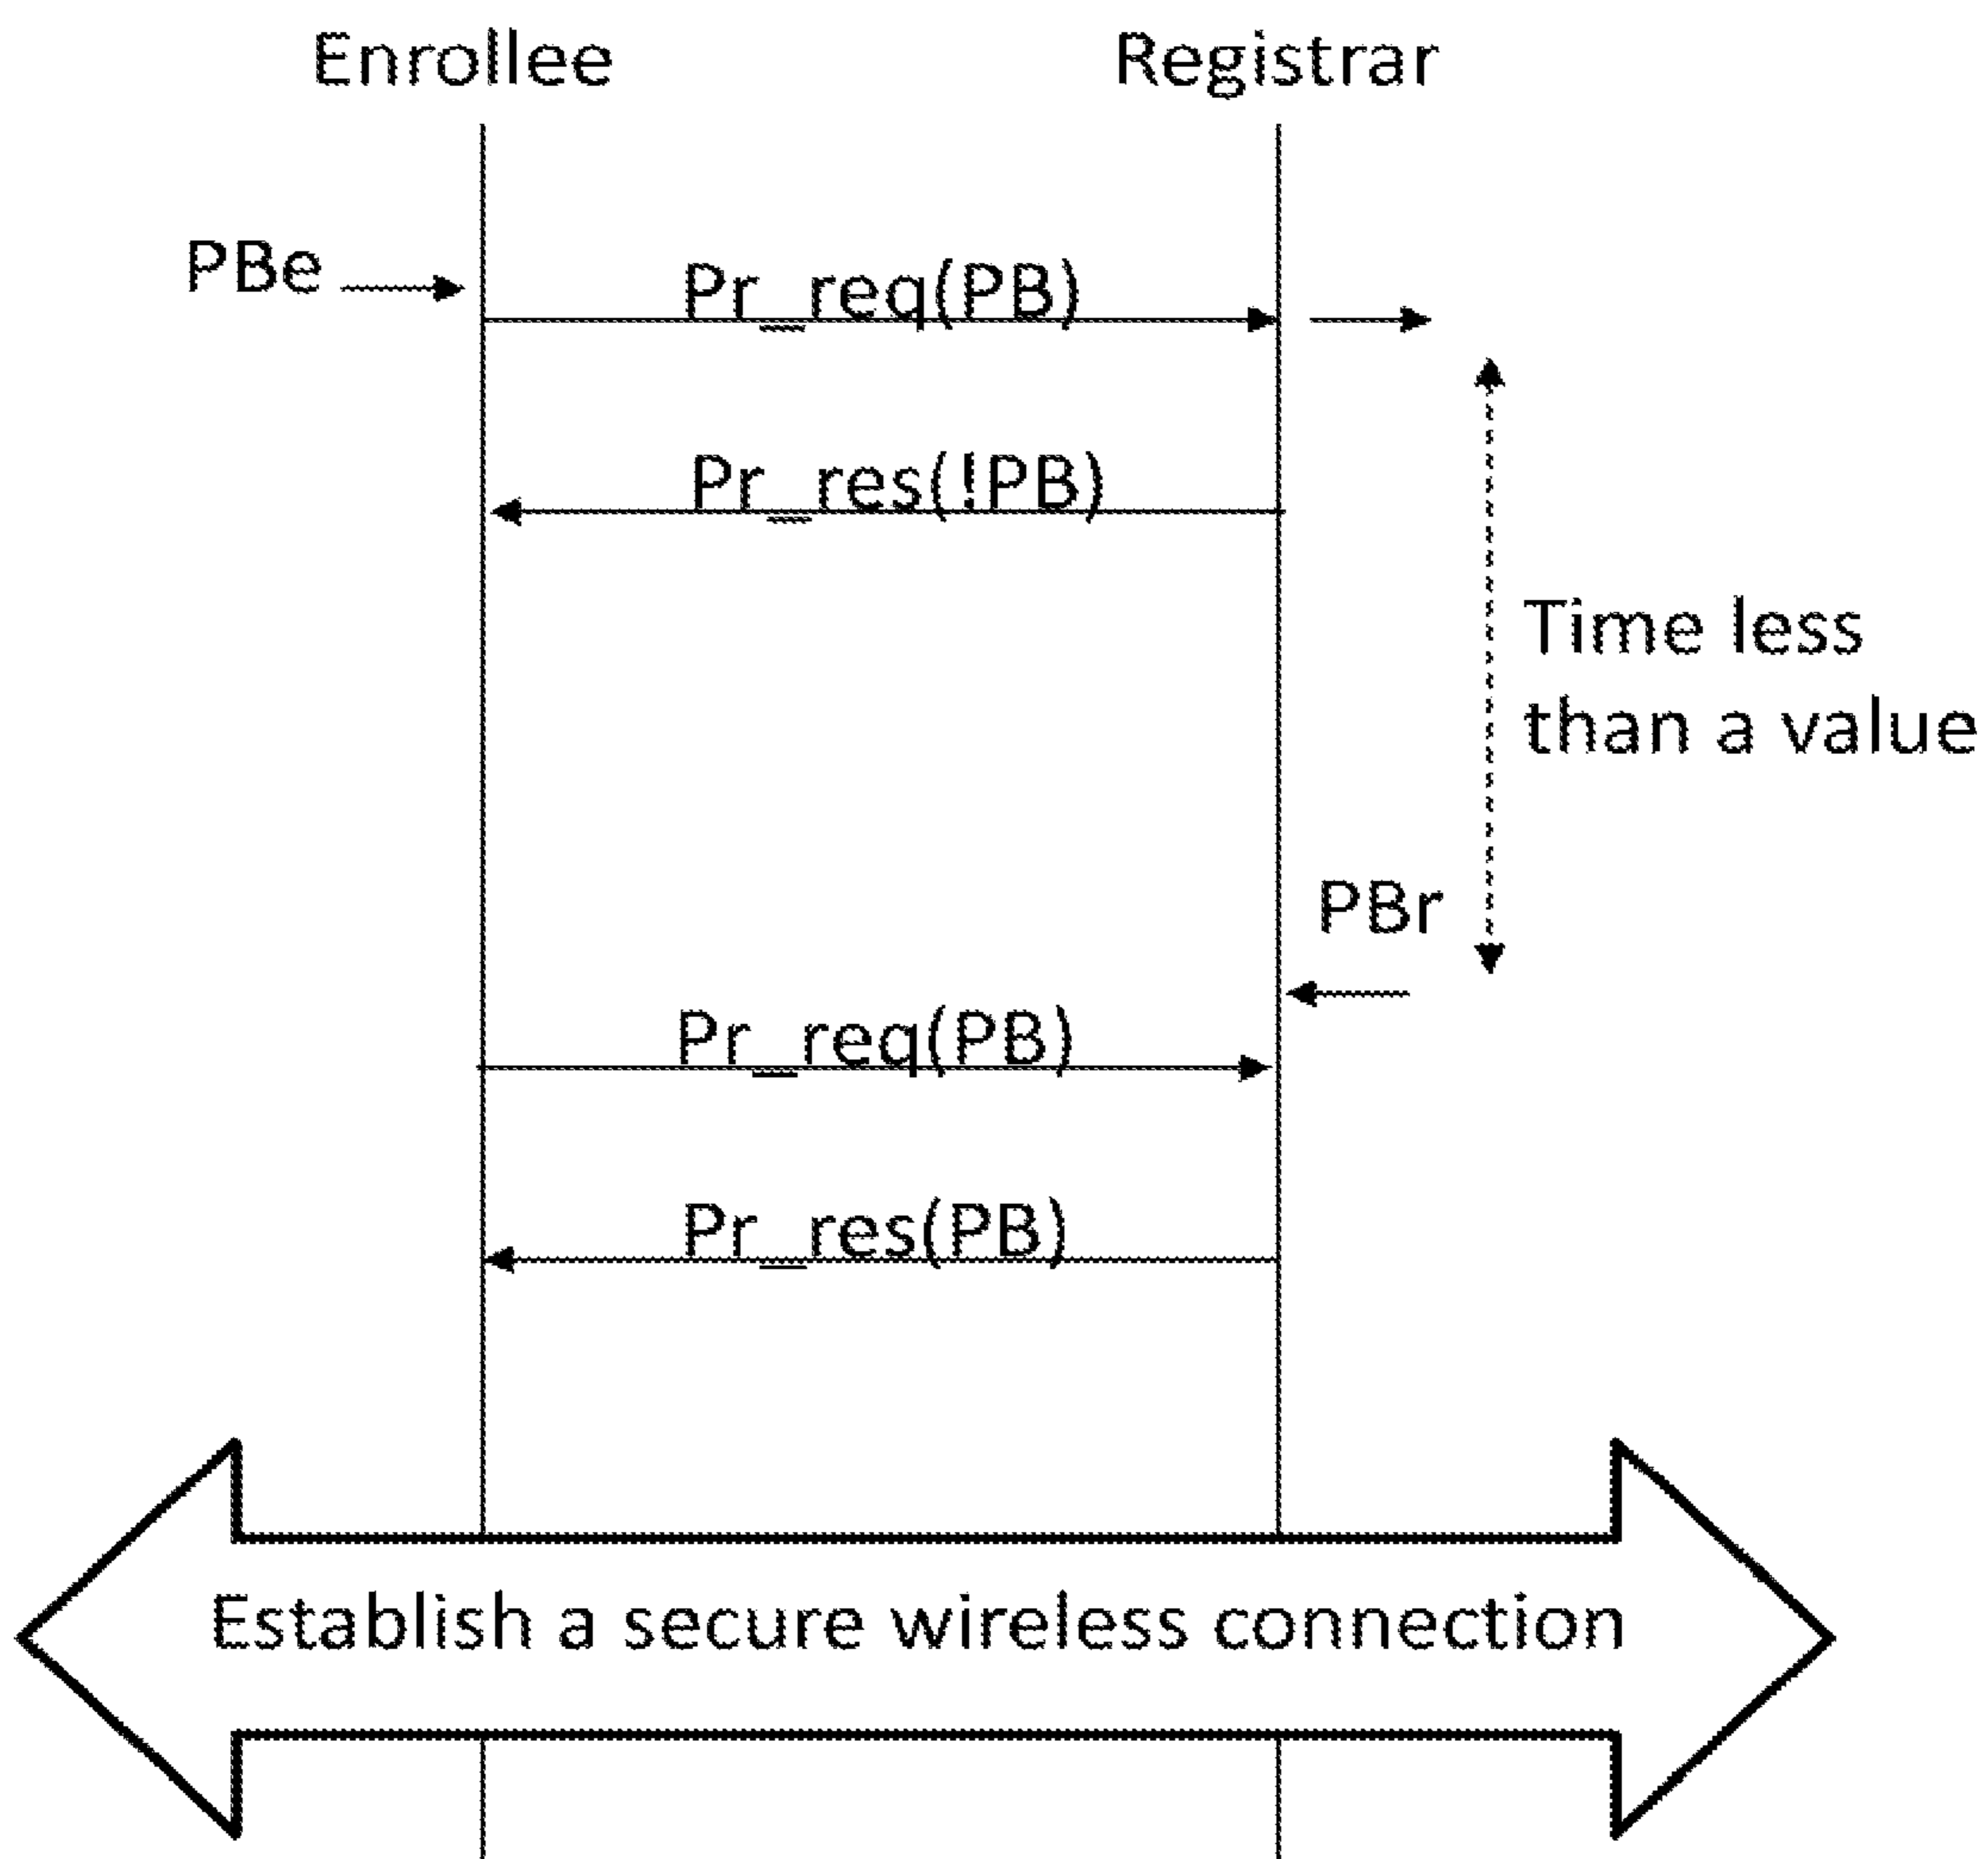 Enrollee
Registrar
PBe
Pr_req(PB)
Pr_res(!PB)
Time less
than a value
PBr
Pr_req(PB)
Pr_res(PB)
Establish a secure wireless connection